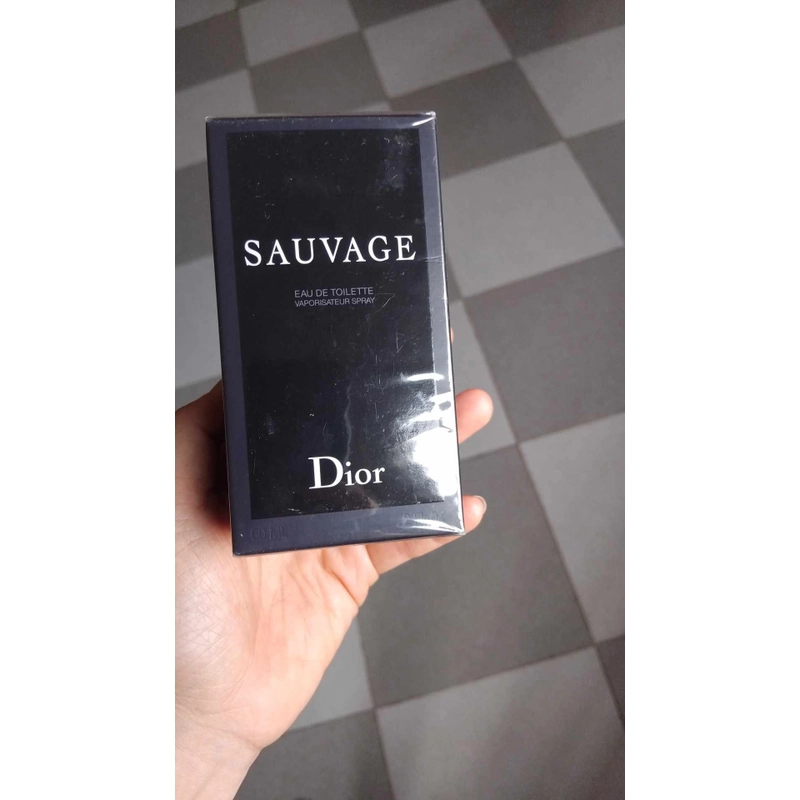 SAUVAGE
EAU DE TOILETTE
VAPORISATEUR SPRAY
Dior